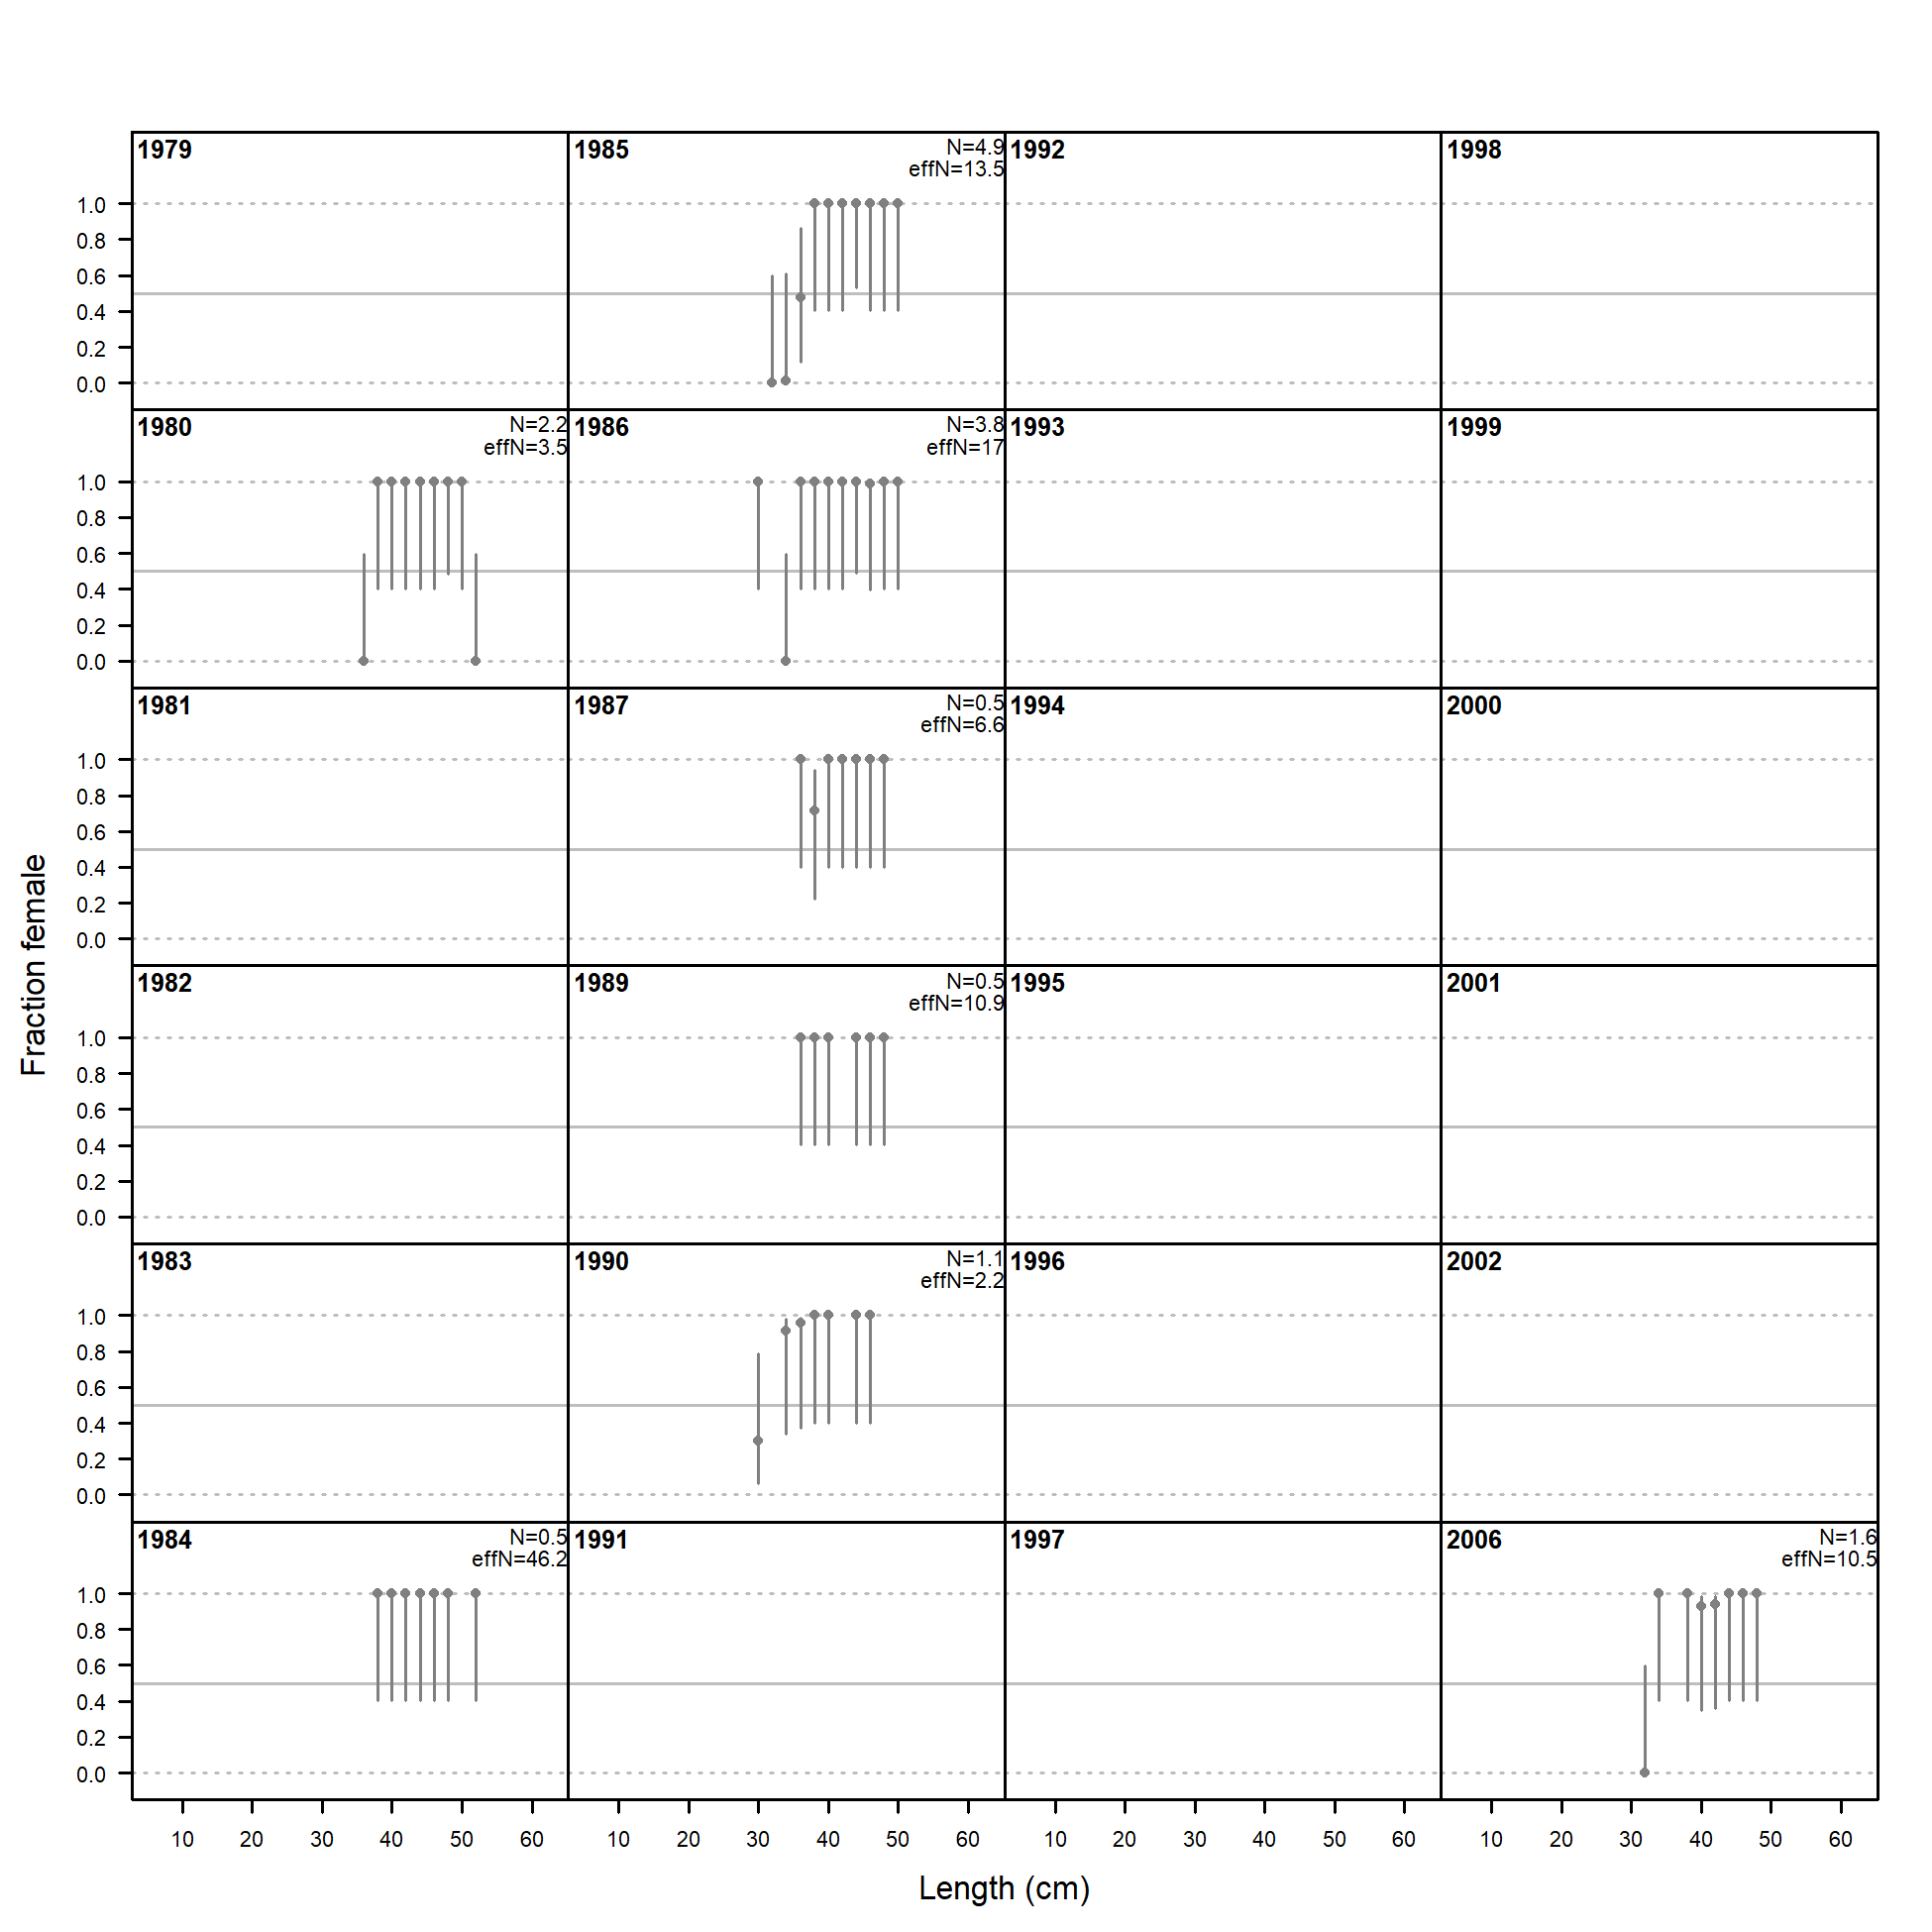 1979
1985
N=4.9
effN=13.5
1992
1998
1.0
0.8
0.6
0.4
0.2
0.0
1980
N=2.2
effN=3.5
1986
N=3.8
effN=17
1993
1999
1.0
0.8
0.6
0.4
0.2
0.0
1981
1987
N=0.5
effN=6.6
1994
2000
1.0
0.8
0.6
0.4
0.2
0.0
1982
1989
N=0.5
effN=10.9
1995
2001
1.0
0.8
0.6
0.4
0.2
0.0
1983
1990
N=1.1
effN=2.2
1996
2002
1.0
0.8
0.6
0.4
0.2
0.0
1984
N=0.5
effN=46.2
1991
1997
2006
N=1.6
effN=10.5
1.0
0.8
0.6
0.4
0.2
0.0
10 20 30 40 50 60
10 20 30 40 50 60
10 20 30 40 50 60
10 20 30 40 50 60
Length (cm)
Fraction female